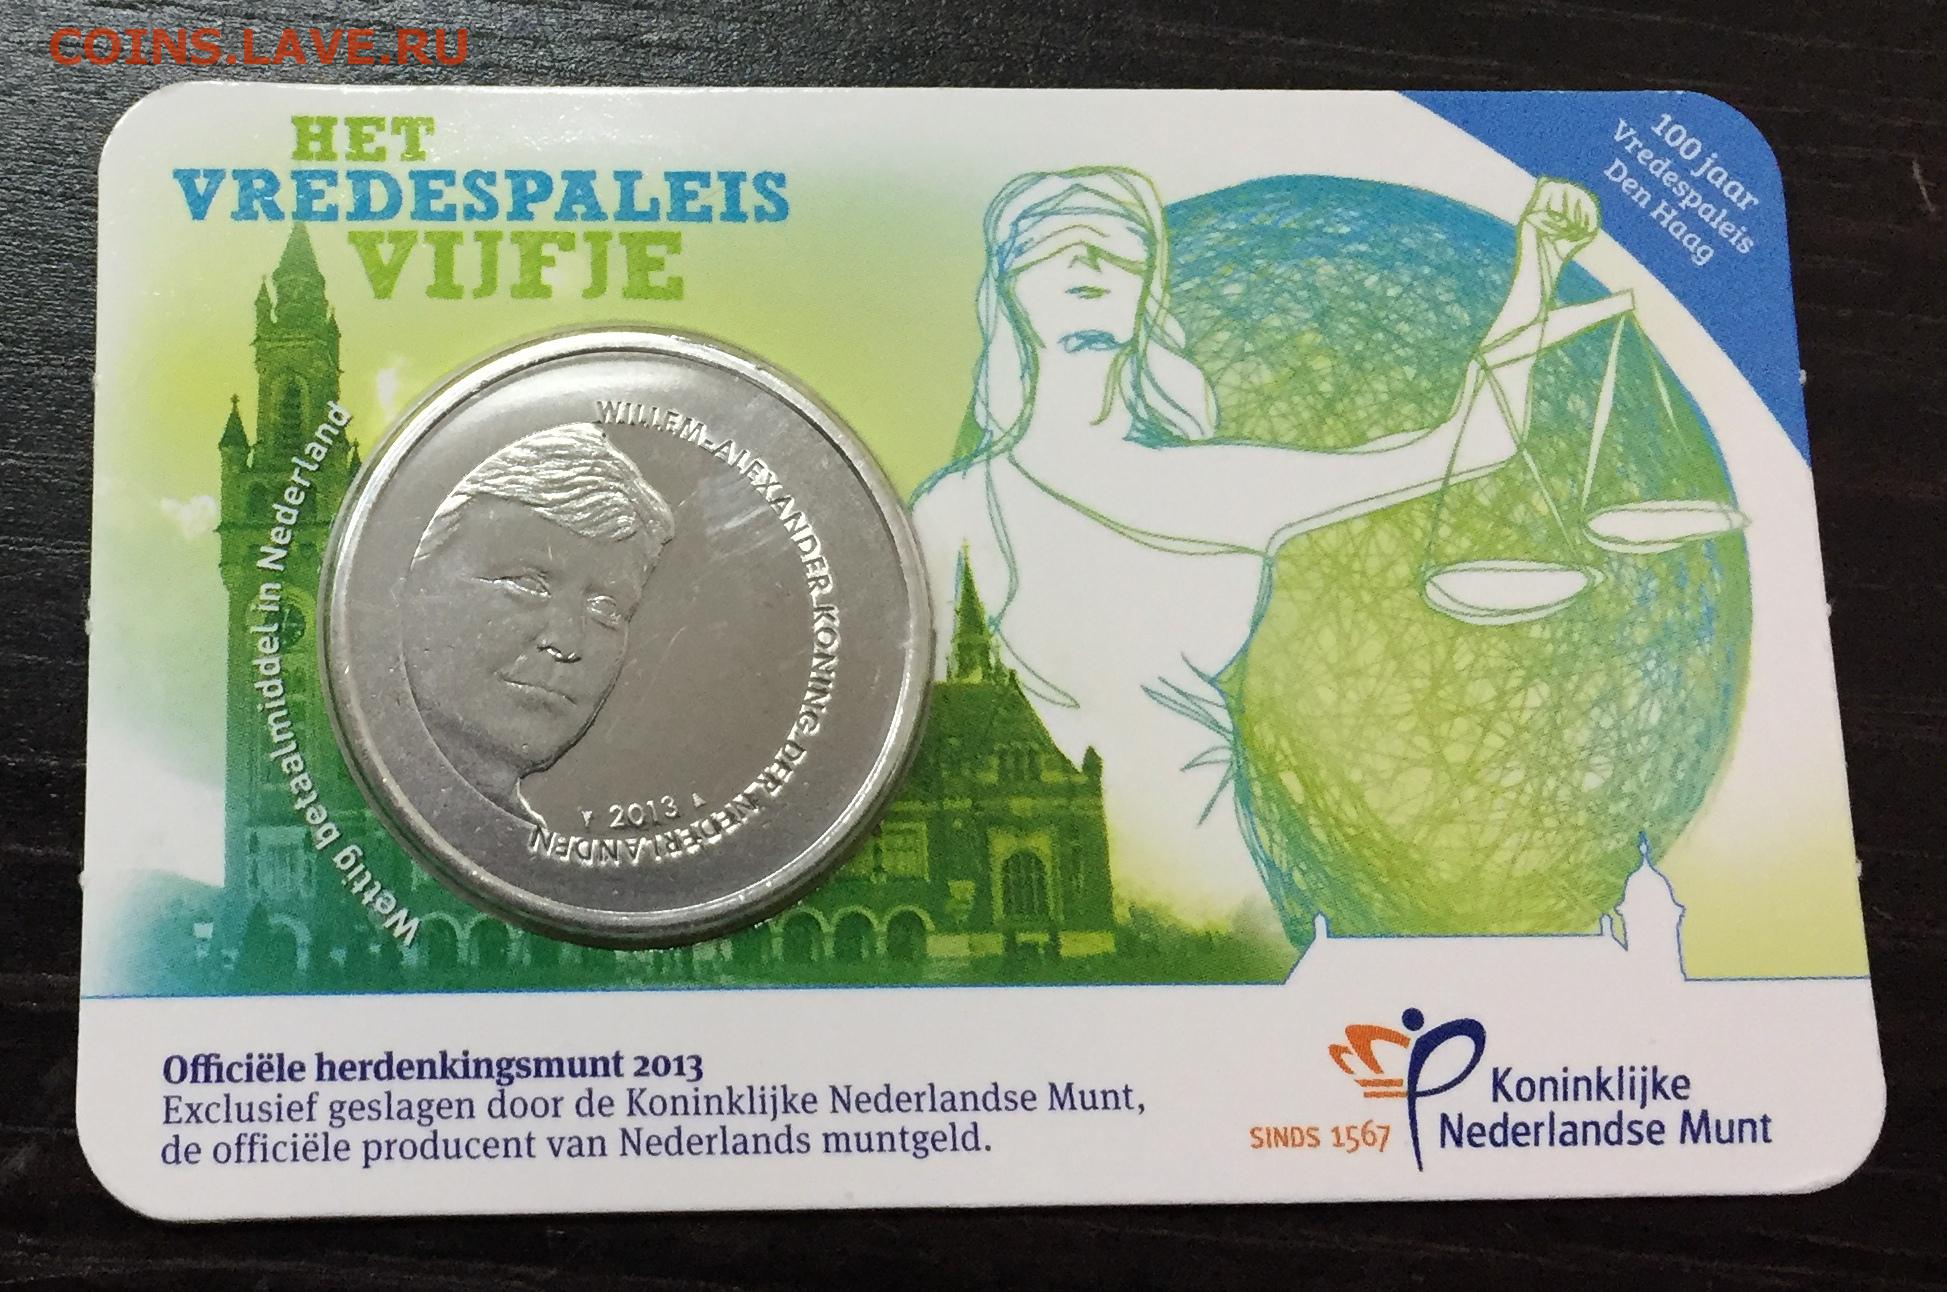 COINS.LAVE.RU
HET
VREDESPALEIS
VIJFJE
100 jaar
Vredespaleis
Den Haag
Wettig betaalmiddel in Nederland
WILLEM-ALEXANDER KONING DER NEDERLANDEN
2013
Officiële herdenkingsmunt 2013
Exclusief geslagen door de Koninklijke Nederlandse Munt,
de officiële producent van Nederlands muntgeld.
SINDS 1567
Koninklijke
Nederlandse Munt